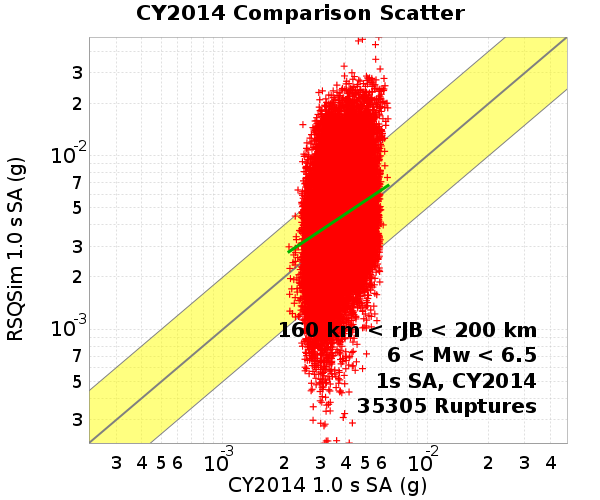 CY2014 Comparison Scatter
RSQSim 1.0 s SA (g)
3
2
10-2
7
5
3
2
10-3
7
5
3
160 km < rJB < 200 km
6 < Mw < 6.5
1s SA, CY2014
35305 Ruptures
3 4 5 6 10-3 2 3 4 5 6 10-2 2 3 4
CY2014 1.0 s SA (g)